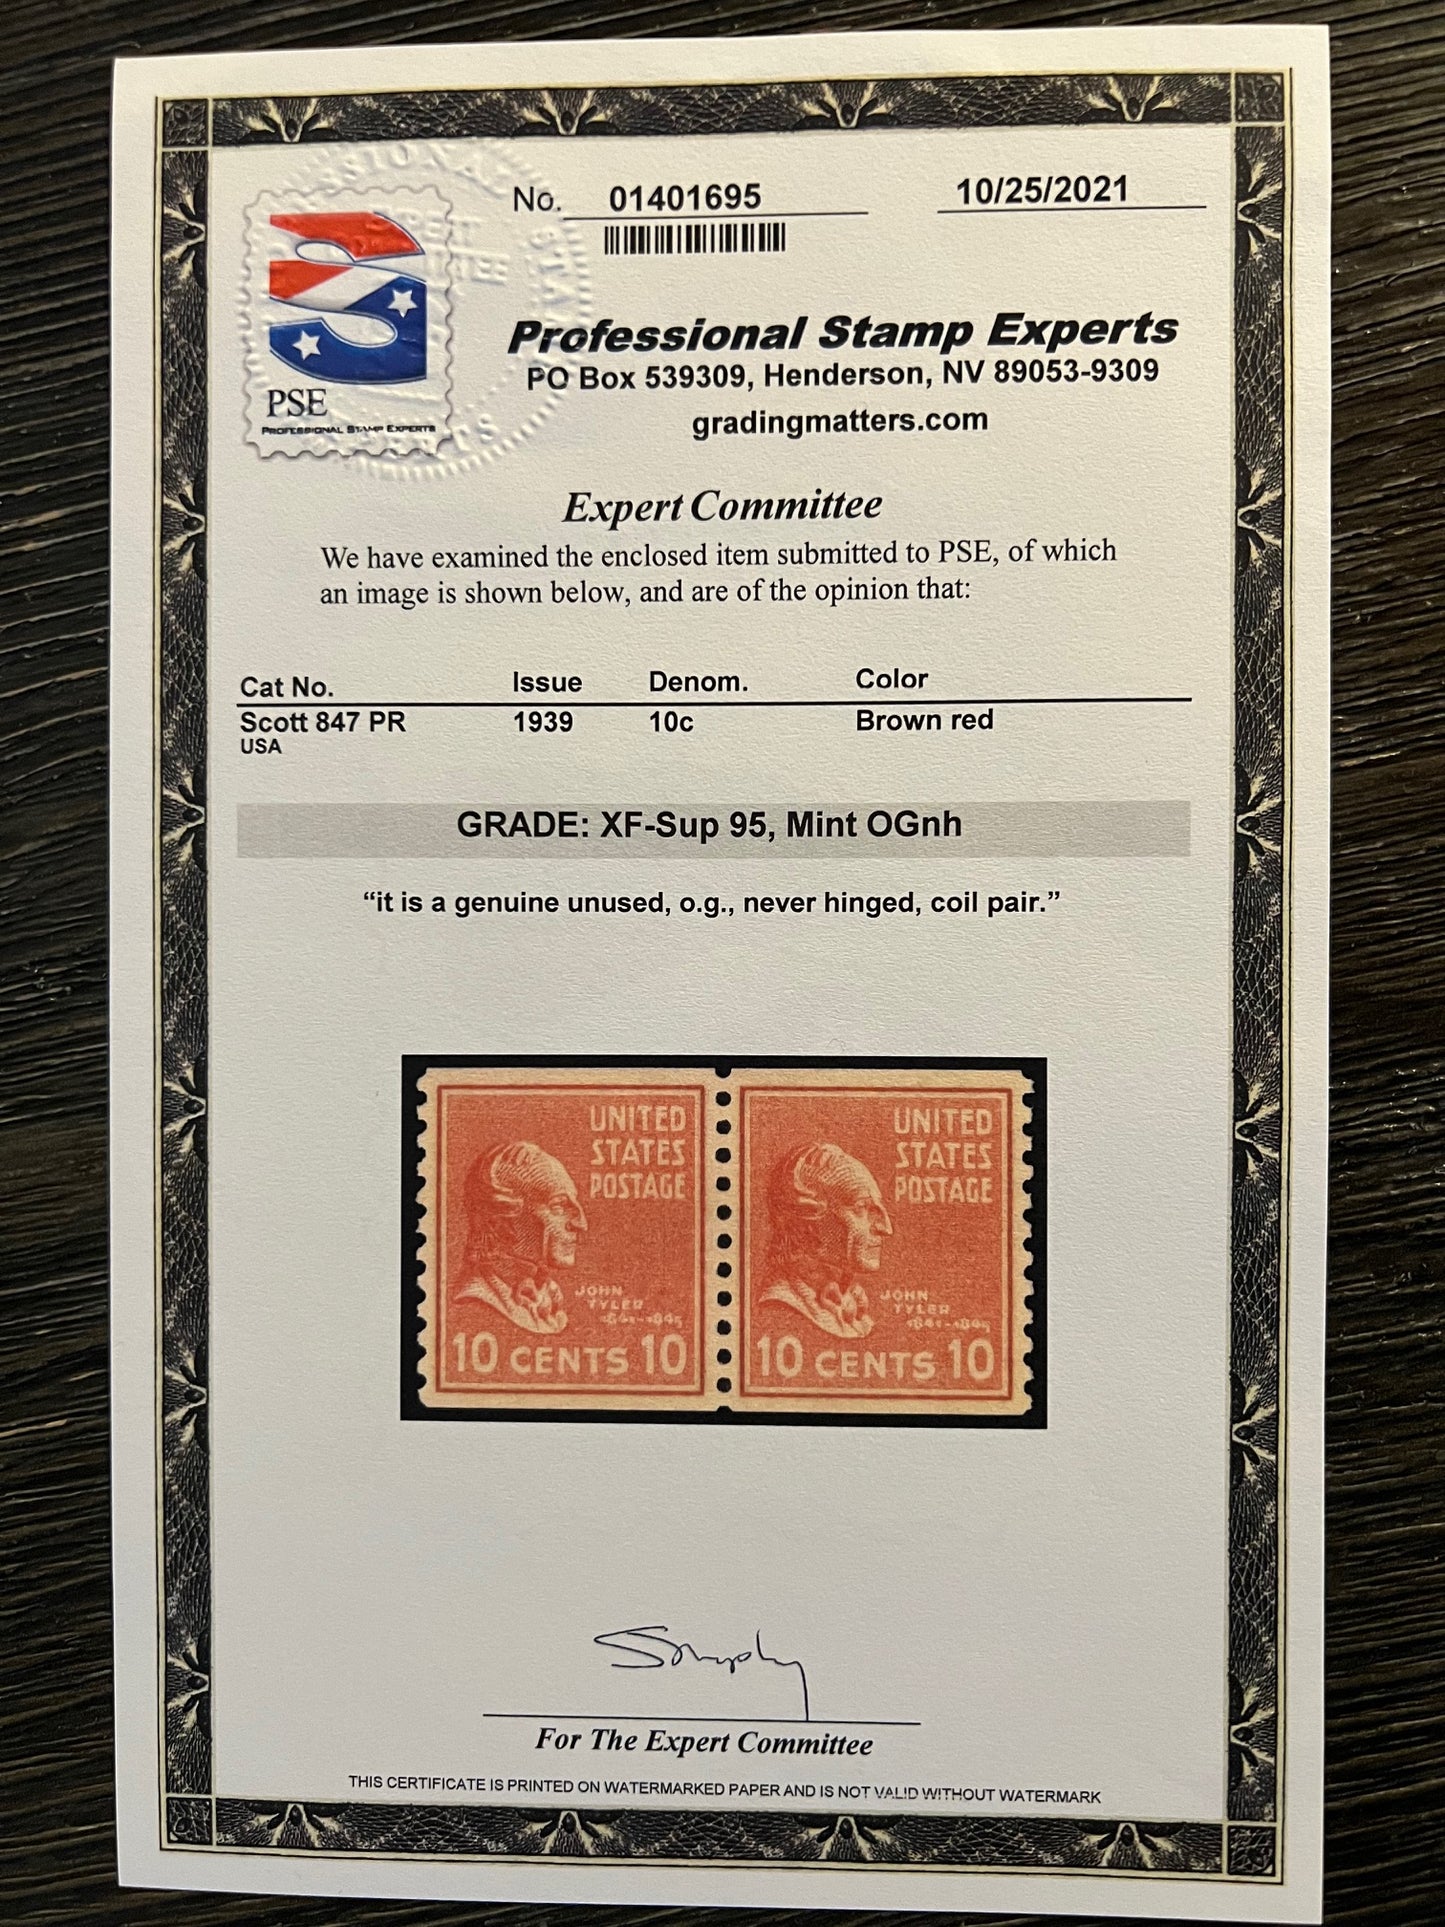 No. 01401695 10/25/2021
PSE
PROFESSIONAL STAMP EXPERTS
Professional Stamp Experts
PO Box 539309, Henderson, NV 89053-9309
gradingmatters.com
Expert Committee
We have examined the enclosed item submitted to PSE, of which
an image is shown below, and are of the opinion that:
Cat No. Issue Denom. Color
Scott 847 PR 1939 10c Brown red
USA
GRADE: XF-Sup 95, Mint OGnh
“it is a genuine unused, o.g., never hinged, coil pair.”
UNITED
STATES
POSTAGE
JOHN
TYLER
1841-1845
10 CENTS 10
UNITED
STATES
POSTAGE
JOHN
TYLER
1841-1845
10 CENTS 10
For The Expert Committee
THIS CERTIFICATE IS PRINTED ON WATERMARKED PAPER AND IS NOT VALID WITHOUT WATERMARK